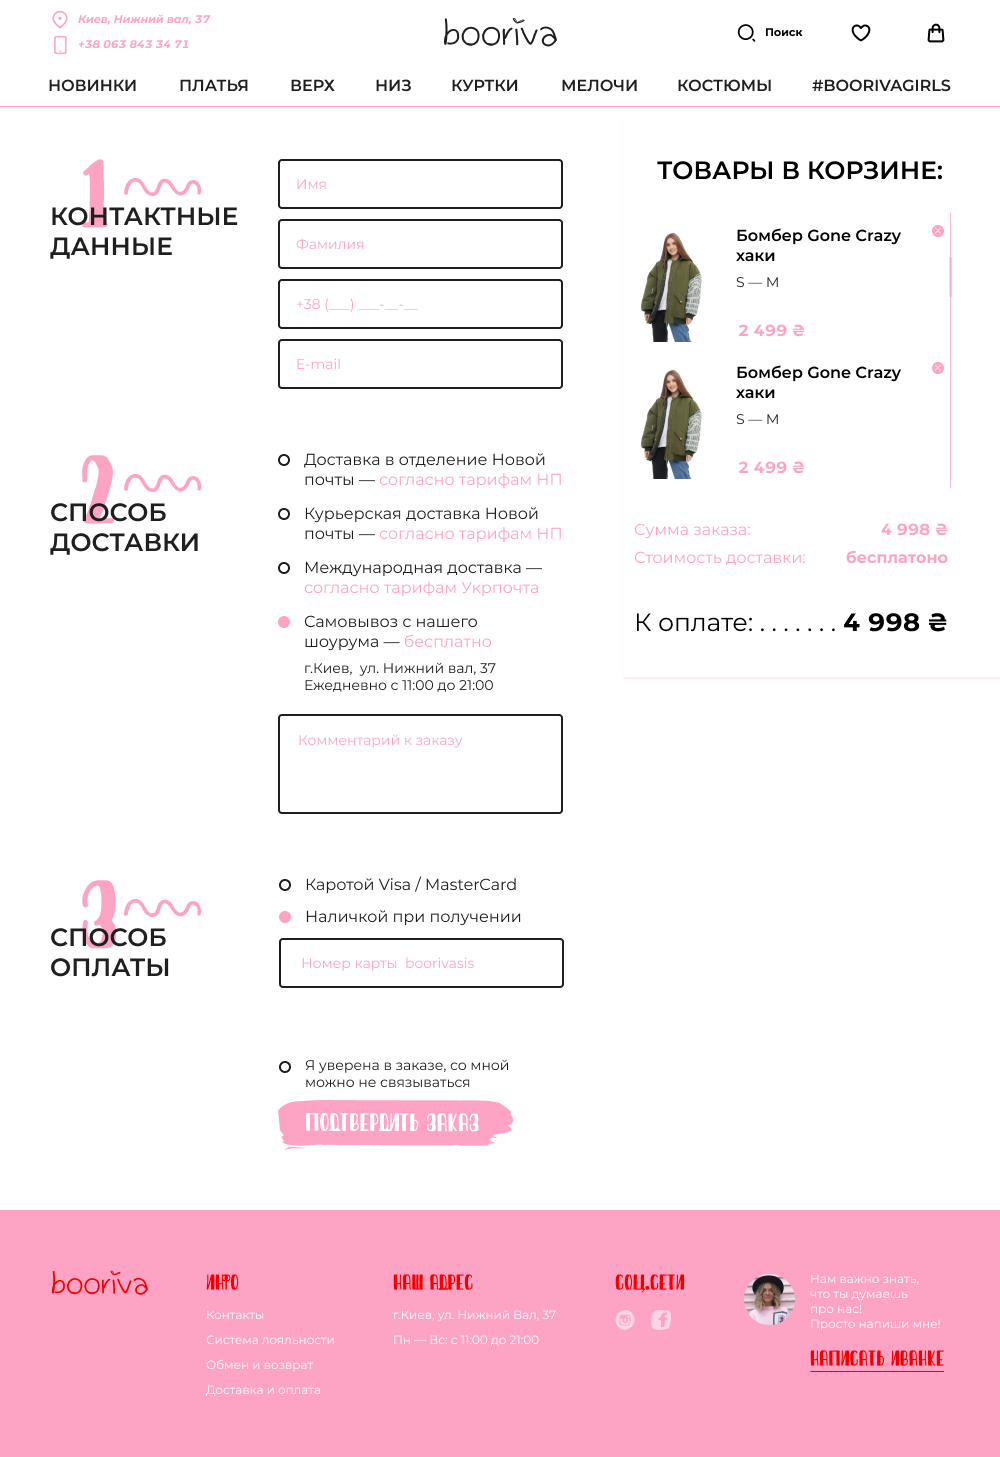 Киев, Нижний вал, 37
+38 063 843 34 71
booriva
Поиск
НОВИНКИ ПЛАТЬЯ ВЕРХ НИЗ КУРТКИ МЕЛОЧИ КОСТЮМЫ #BOORIVAGIRLS
1
КОНТАКТНЫЕ
ДАННЫЕ
Имя
Фамилия
+38 (___) ___-__-__
E-mail
2
СПОСОБ
ДОСТАВКИ
Доставка в отделение Новой
почты — согласно тарифам НП
Курьерская доставка Новой
почты — согласно тарифам НП
Международная доставка —
согласно тарифам Укрпочта
Самовывоз с нашего
шоурума — бесплатно
г.Киев, ул. Нижний вал, 37
Ежедневно с 11:00 до 21:00
Комментарий к заказу
3
СПОСОБ
ОПЛАТЫ
Каротой Visa / MasterCard
Наличкой при получении
Номер карты boorivasis
Я уверена в заказе, со мной
можно не связываться
ПОДТВЕРДИТЬ ЗАКАЗ
ТОВАРЫ В КОРЗИНЕ:
Бомбер Gone Crazy
хаки
S — M
2 499 ₴
Бомбер Gone Crazy
хаки
S — M
2 499 ₴
Сумма заказа: 4 998 ₴
Стоимость доставки: бесплатоно
К оплате: . . . . . . . 4 998 ₴
booriva
ИНФО
Контакты
Система лояльности
Обмен и возврат
Доставка и оплата
НАШ АДРЕС
г.Киев, ул. Нижний Вал, 37
Пн — Вс: с 11:00 до 21:00
СОЦ.СЕТИ
Нам важно знать,
что ты думаешь
про нас!
Просто напиши мне!
НАПИСАТЬ ИВАНКЕ